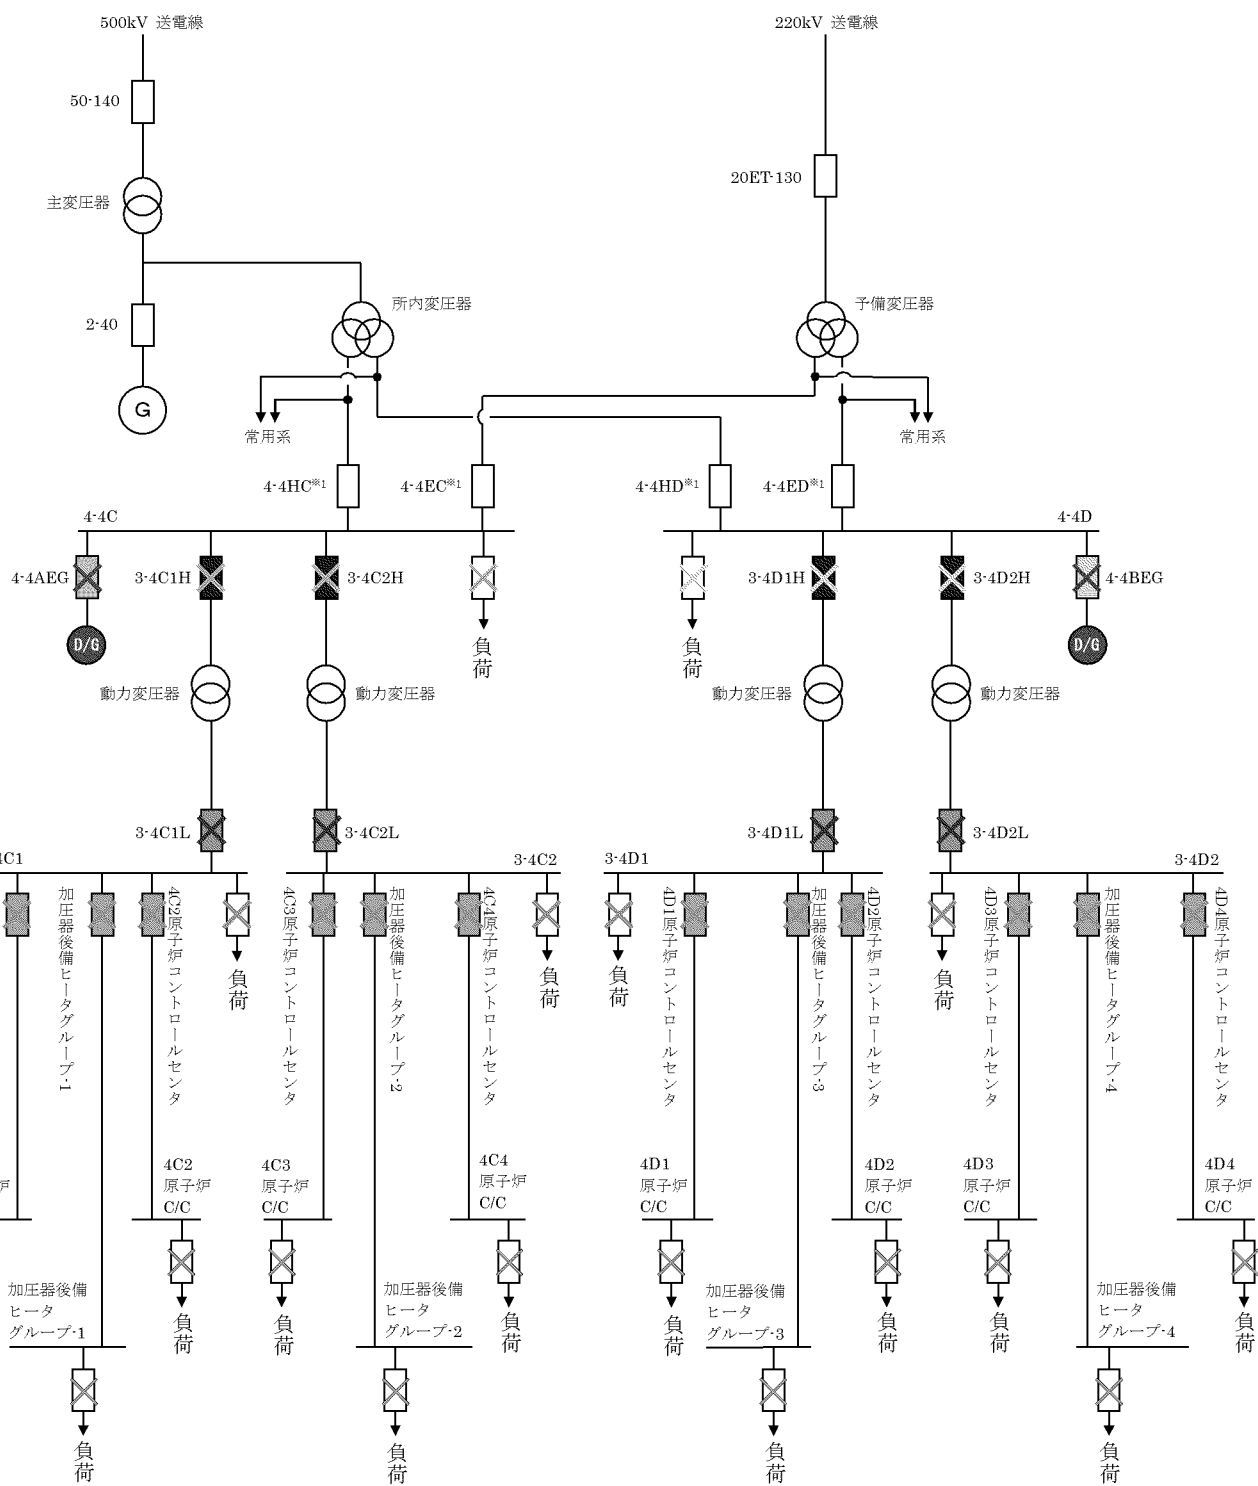 500kV 送電線
220kV 送電線
50-140
20ET-130
主変圧器
所内変圧器
予備変圧器
2-40
G
常用系
常用系
4-4HC※1
4-4EC※1
4-4HD※1
4-4ED※1
4-4C
4-4D
4-4AEG
3-4C1H
3-4C2H
3-4D1H
3-4D2H
4-4BEG
D/G
負荷
負荷
D/G
動力変圧器
動力変圧器
動力変圧器
動力変圧器
3-4C1L
3-4C2L
3-4D1L
3-4D2L
4C1
3-4C2
3-4D1
3-4D2
加圧器後備ヒータグループ-1
4C2原子炉コントロールセンタ
負荷
4C3原子炉コントロールセンタ
加圧器後備ヒータグループ-2
4C4原子炉コントロールセンタ
負荷
負荷
4D1原子炉コントロールセンタ
加圧器後備ヒータグループ-3
4D2原子炉コントロールセンタ
負荷
4D3原子炉コントロールセンタ
加圧器後備ヒータグループ-4
4D4原子炉コントロールセンタ
炉
4C2
原子炉
C/C
4C3
原子炉
C/C
4C4
原子炉
C/C
4D1
原子炉
C/C
4D2
原子炉
C/C
4D3
原子炉
C/C
4D4
原子炉
C/C
負荷
負荷
負荷
負荷
負荷
負荷
負荷
加圧器後備
ヒータ
グループ-1
加圧器後備
ヒータ
グループ-2
加圧器後備
ヒータ
グループ-3
加圧器後備
ヒータ
グループ-4
負荷
負荷
負荷
負荷